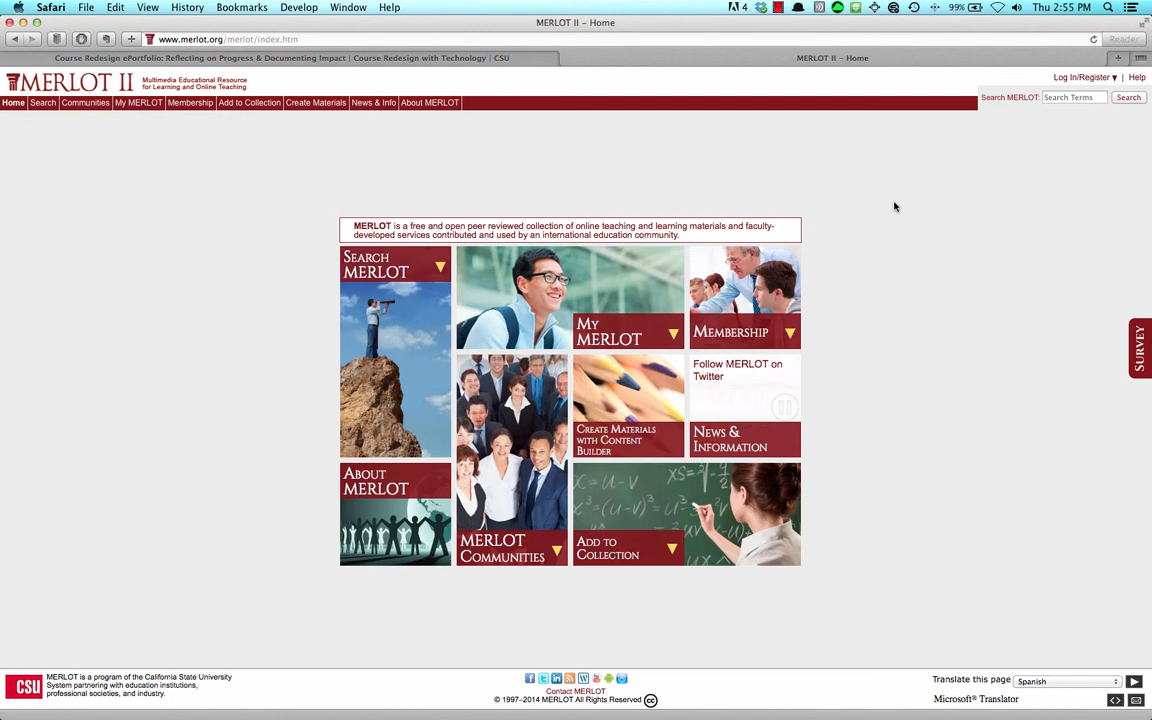 Safari File Edit View History Bookmarks Develop Window Help
4
99%
Thu 2:55 PM
MERLOT II – Home
www.merlot.org/merlot/index.htm
Reader
Course Redesign ePortfolio: Reflecting on Progress & Documenting Impact | Course Redesign with Technology | CSU
MERLOT II – Home
MERLOT II
Multimedia Educational Resource
for Learning and Online Teaching
Log In/Register ▼ | Help
Home Search Communities My MERLOT Membership Add to Collection Create Materials News & Info About MERLOT
Search MERLOT: Search Terms Search
MERLOT is a free and open peer reviewed collection of online teaching and learning materials and faculty-
developed services contributed and used by an international education community.
Search
MERLOT
My
MERLOT
Membership
Follow MERLOT on
Twitter
Create Materials
with Content
Builder
News &
Information
About
MERLOT
MERLOT
Communities
Add to
Collection
SURVEY
CSU
MERLOT is a program of the California State University
System partnering with education institutions,
professional societies, and industry.
Contact MERLOT
© 1997–2014 MERLOT All Rights Reserved
Translate this page Spanish
Microsoft® Translator